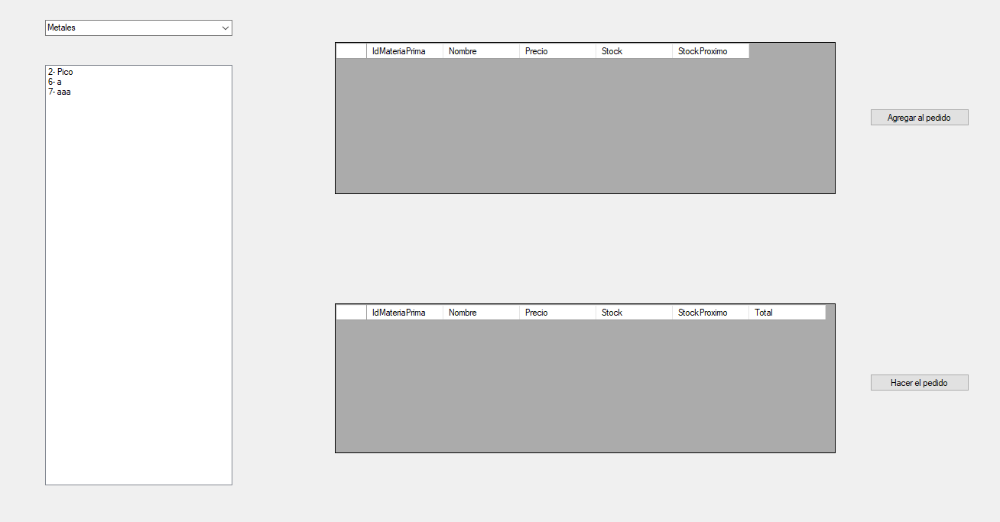 Metales
2- Pico
6- a
7- aaa
IdMateriaPrima Nombre Precio Stock StockProximo
Agregar al pedido
IdMateriaPrima Nombre Precio Stock StockProximo Total
Hacer el pedido